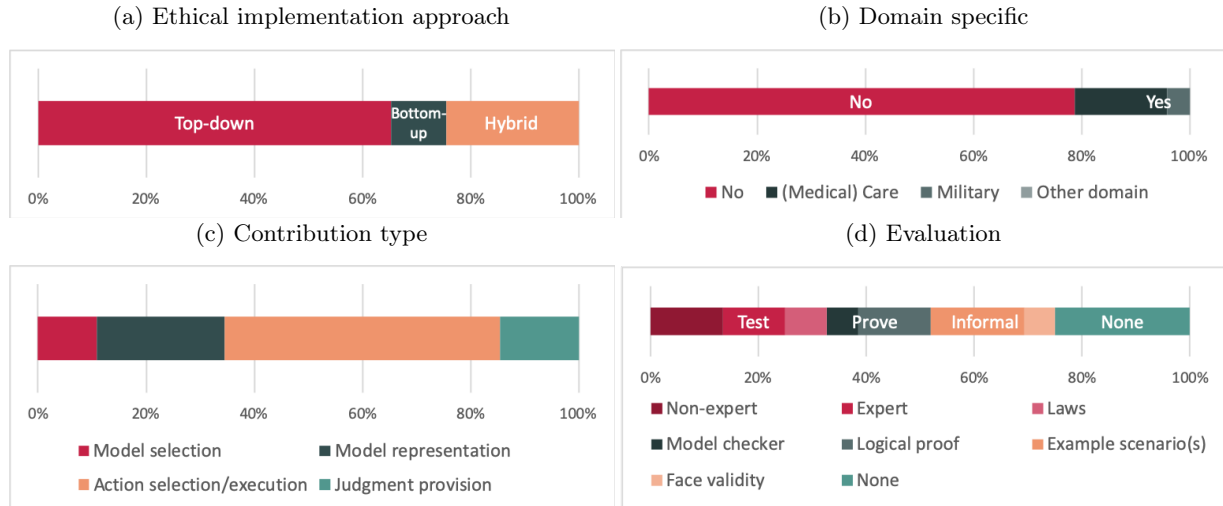 (a) Ethical implementation approach
Top-down
Bottom-
up
Hybrid
0% 20% 40% 60% 80% 100%
(b) Domain specific
No
Yes
0% 20% 40% 60% 80% 100%
No (Medical) Care Military Other domain
(c) Contribution type
0% 20% 40% 60% 80% 100%
Model selection Model representation
Action selection/execution Judgment provision
(d) Evaluation
Test Prove Informal None
0% 20% 40% 60% 80% 100%
Non-expert Expert Laws
Model checker Logical proof Example scenario(s)
Face validity None